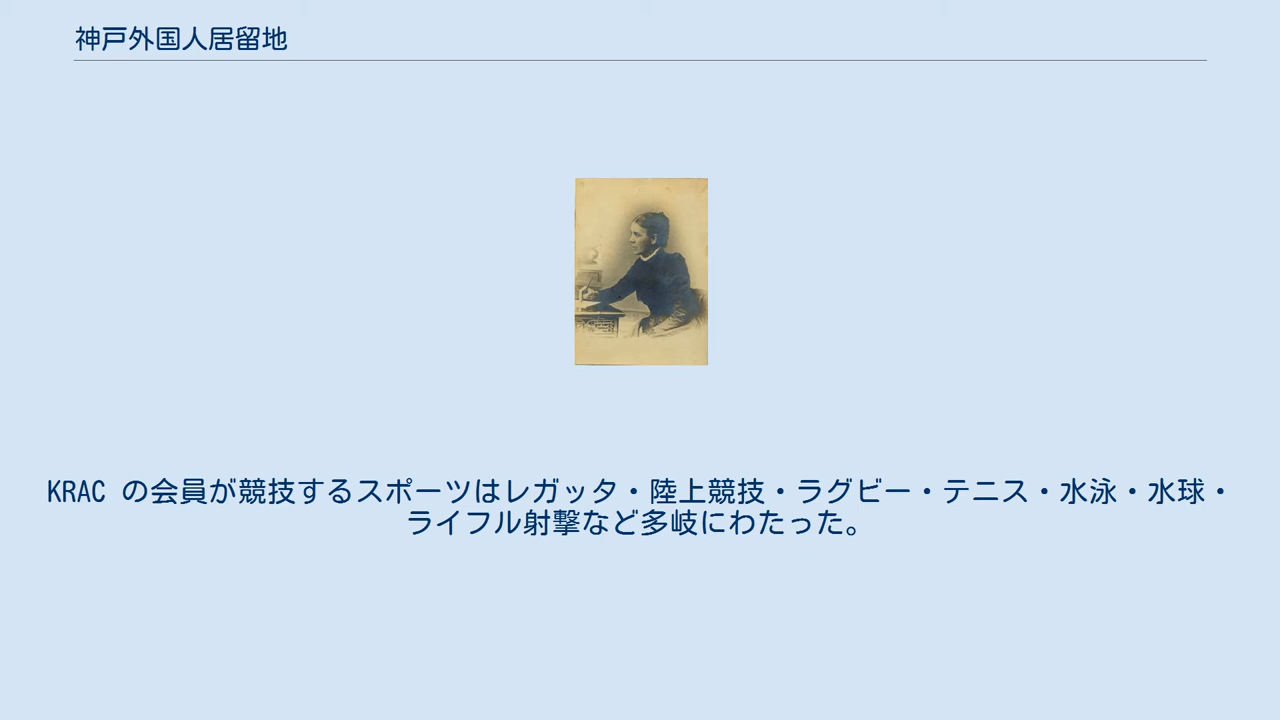 神戸外国人居留地
KRAC の会員が競技するスポーツはレガッタ・陸上競技・ラグビー・テニス・水泳・水球・
ライフル射撃など多岐にわたった。